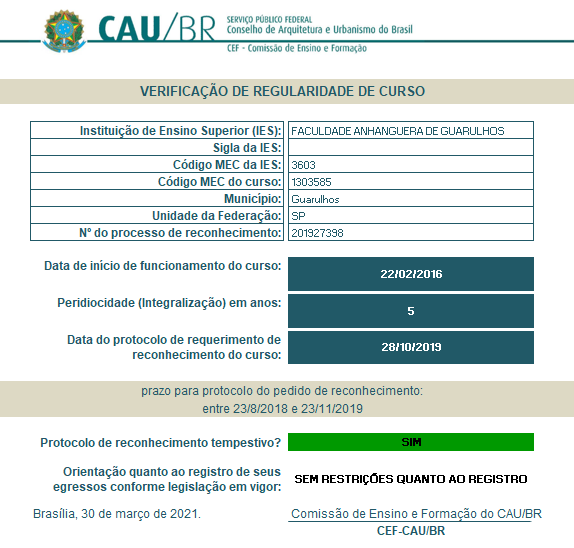 CAU/BR
SERVIÇO PÚBLICO FEDERAL
Conselho de Arquitetura e Urbanismo do Brasil
CEF - Comissão de Ensino e Formação
VERIFICAÇÃO DE REGULARIDADE DE CURSO
Instituição de Ensino Superior (IES): FACULDADE ANHANGUERA DE GUARULHOS
Sigla da IES:
Código MEC da IES: 3603
Código MEC do curso: 1303585
Município: Guarulhos
Unidade da Federação: SP
Nº do processo de reconhecimento: 201927398
Data de início de funcionamento do curso: 22/02/2016
Peridiocidade (Integralização) em anos: 5
Data do protocolo de requerimento de
reconhecimento do curso: 28/10/2019
prazo para protocolo do pedido de reconhecimento:
entre 23/8/2018 e 23/11/2019
Protocolo de reconhecimento tempestivo? SIM
Orientação quanto ao registro de seus
egressos conforme legislação em vigor: SEM RESTRIÇÕES QUANTO AO REGISTRO
Brasília, 30 de março de 2021. Comissão de Ensino e Formação do CAU/BR
CEF-CAU/BR